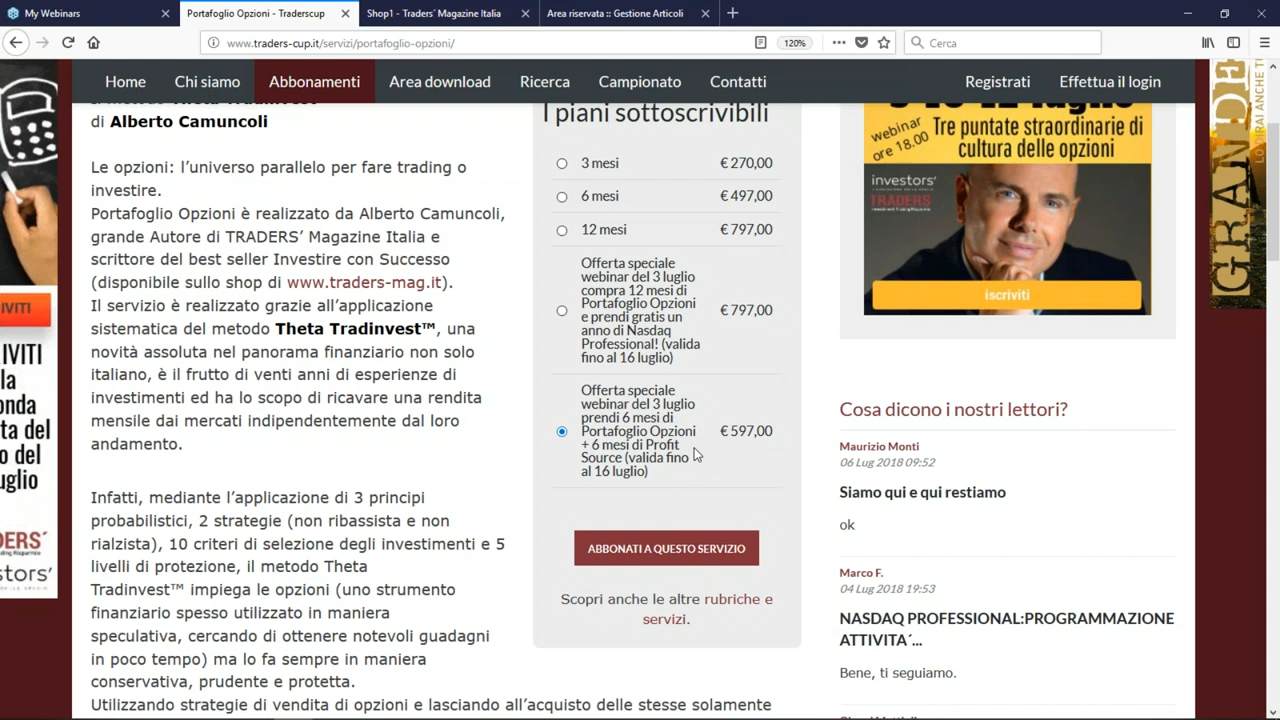 My Webinars
Portafoglio Opzioni - Traderscup
Shop1 - Traders´ Magazine Italia
Area riservata :: Gestione Articoli
www.traders-cup.it/servizi/portafoglio-opzioni/
120%
Cerca
Home
Chi siamo
Abbonamenti
Area download
Ricerca
Campionato
Contatti
Registrati
Effettua il login
di Alberto Camuncoli
Le opzioni: l’universo parallelo per fare trading o
investire.
Portafoglio Opzioni è realizzato da Alberto Camuncoli,
grande Autore di TRADERS’ Magazine Italia e
scrittore del best seller Investire con Successo
(disponibile sullo shop di www.traders-mag.it).
Il servizio è realizzato grazie all’applicazione
sistematica del metodo Theta Tradinvest™, una
novità assoluta nel panorama finanziario non solo
italiano, è il frutto di venti anni di esperienze di
investimenti ed ha lo scopo di ricavare una rendita
mensile dai mercati indipendentemente dal loro
andamento.
Infatti, mediante l’applicazione di 3 principi
probabilistici, 2 strategie (non ribassista e non
rialzista), 10 criteri di selezione degli investimenti e 5
livelli di protezione, il metodo Theta
Tradinvest™ impiega le opzioni (uno strumento
finanziario spesso utilizzato in maniera
speculativa, cercando di ottenere notevoli guadagni
in poco tempo) ma lo fa sempre in maniera
conservativa, prudente e protetta.
Utilizzando strategie di vendita di opzioni e lasciando all’acquisto delle stesse solamente
I piani sottoscrivibili
3 mesi € 270,00
6 mesi € 497,00
12 mesi € 797,00
Offerta speciale
webinar del 3 luglio
compra 12 mesi di
Portafoglio Opzioni
e prendi gratis un
anno di Nasdaq
Professional! (valida
fino al 16 luglio)
€ 797,00
Offerta speciale
webinar del 3 luglio
prendi 6 mesi di
Portafoglio Opzioni
+ 6 mesi di Profit
Source (valida fino
al 16 luglio)
€ 597,00
ABBONATI A QUESTO SERVIZIO
Scopri anche le altre rubriche e
servizi.
webinar
ore 18.00
Tre puntate straordinarie di
cultura delle opzioni
investors'
TRADERS
iscriviti
Cosa dicono i nostri lettori?
Maurizio Monti
06 Lug 2018 09:52
Siamo qui e qui restiamo
ok
Marco F.
04 Lug 2018 19:53
NASDAQ PROFESSIONAL:PROGRAMMAZIONE
ATTIVITA´...
Bene, ti seguiamo.